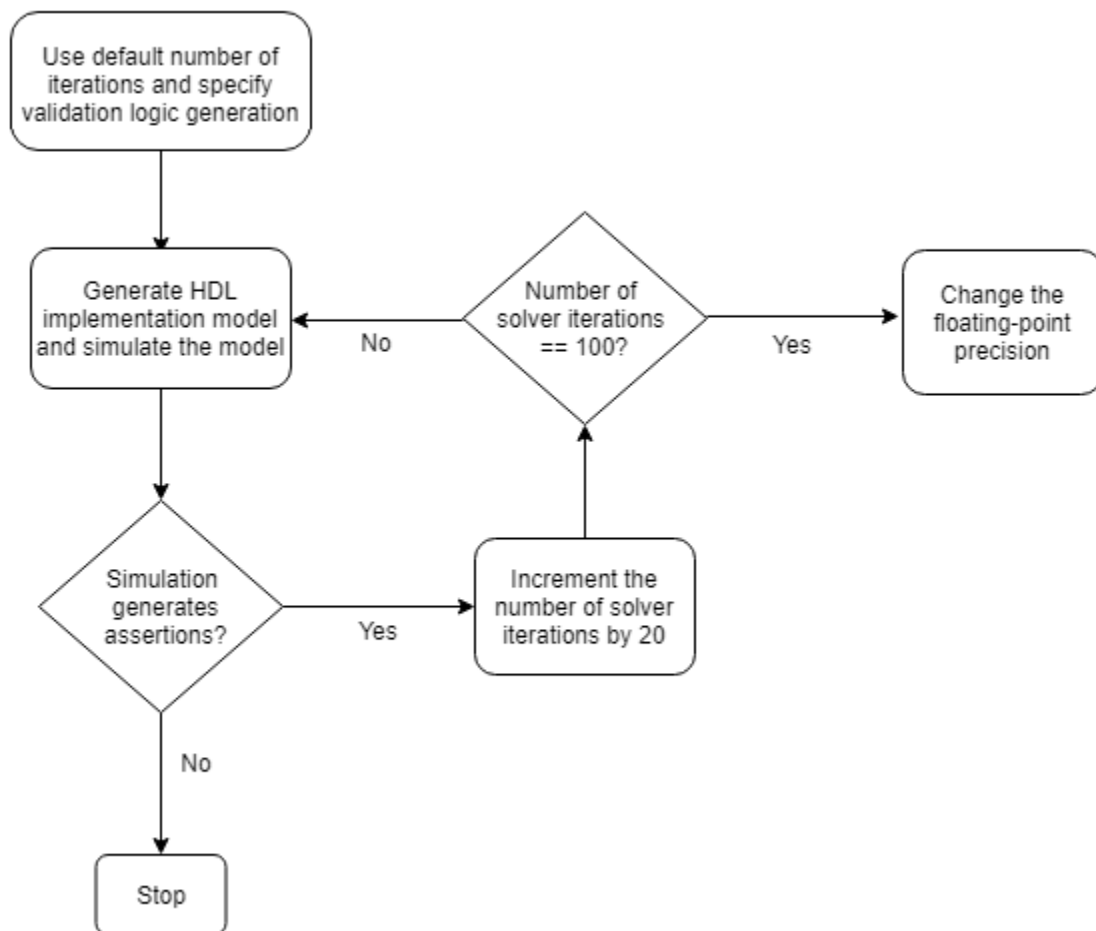 Use default number of
iterations and specify
validation logic generation
Generate HDL
implementation model
and simulate the model
Number of
solver iterations
== 100?
No
Yes
Change the
floating-point
precision
Simulation
generates
assertions?
Yes
Increment the
number of solver
iterations by 20
No
Stop